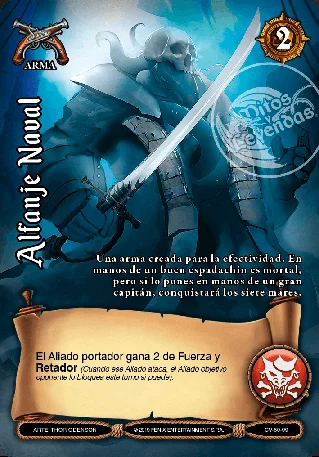 ARMA
2
Mitos y
Leyendas
Alfanje Naval
Una arma creada para la efectividad. En
manos de un buen espadachín es mortal,
pero si lo pones en manos de un gran
capitán, conquistará los siete mares.
El Aliado portador gana 2 de Fuerza y
Retador (Cuando ese Aliado ataca, el Aliado objetivo
oponente lo bloquea este turno si puede).